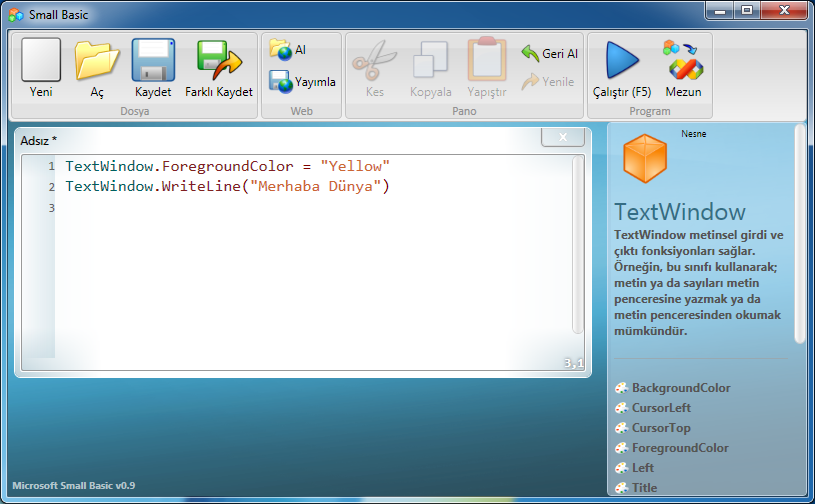 Small Basic
Yeni
Aç
Kaydet
Farklı Kaydet
Dosya
Al
Yayımla
Web
Kes
Kopyala
Yapıştır
Geri Al
Yenile
Pano
Çalıştır (F5)
Mezun
Program
Adsız *
1 TextWindow.ForegroundColor = "Yellow"
2 TextWindow.WriteLine("Merhaba Dünya")
3
3,1
Nesne
TextWindow
TextWindow metinsel girdi ve
çıktı fonksiyonları sağlar.
Örneğin, bu sınıfı kullanarak;
metin ya da sayıları metin
penceresine yazmak ya da
metin penceresinden okumak
mümkündür.
BackgroundColor
CursorLeft
CursorTop
ForegroundColor
Left
Title
Microsoft Small Basic v0.9